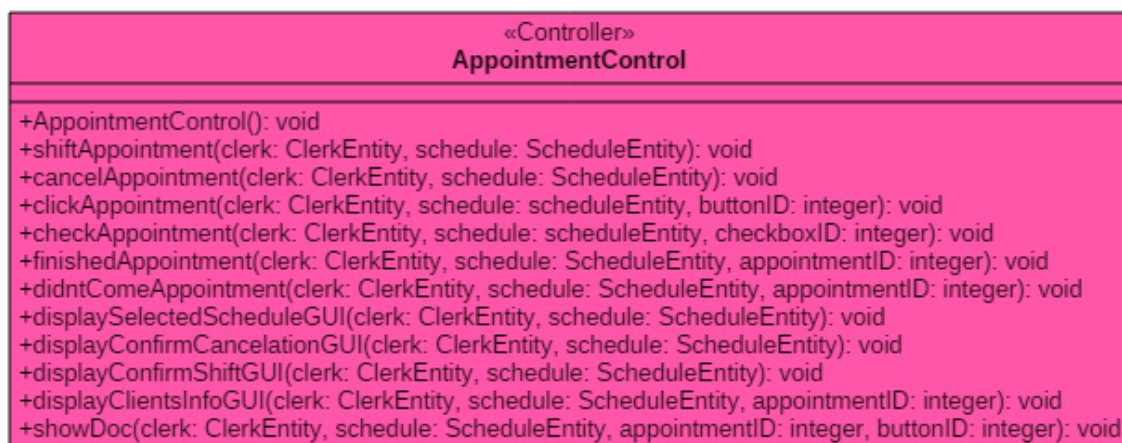 «Controller»
AppointmentControl
+AppointmentControl(): void
+shiftAppointment(clerk: ClerkEntity, schedule: ScheduleEntity): void
+cancelAppointment(clerk: ClerkEntity, schedule: ScheduleEntity): void
+clickAppointment(clerk: ClerkEntity, schedule: scheduleEntity, buttonID: integer): void
+checkAppointment(clerk: ClerkEntity, schedule: scheduleEntity, checkboxID: integer): void
+finishedAppointment(clerk: ClerkEntity, schedule: ScheduleEntity, appointmentID: integer): void
+didntComeAppointment(clerk: ClerkEntity, schedule: ScheduleEntity, appointmentID: integer): void
+displaySelectedScheduleGUI(clerk: ClerkEntity, schedule: ScheduleEntity): void
+displayConfirmCancelationGUI(clerk: ClerkEntity, schedule: ScheduleEntity): void
+displayConfirmShiftGUI(clerk: ClerkEntity, schedule: ScheduleEntity): void
+displayClientsInfoGUI(clerk: ClerkEntity, schedule: ScheduleEntity, appointmentID: integer): void
+showDoc(clerk: ClerkEntity, schedule: ScheduleEntity, appointmentID: integer, buttonID: integer): void